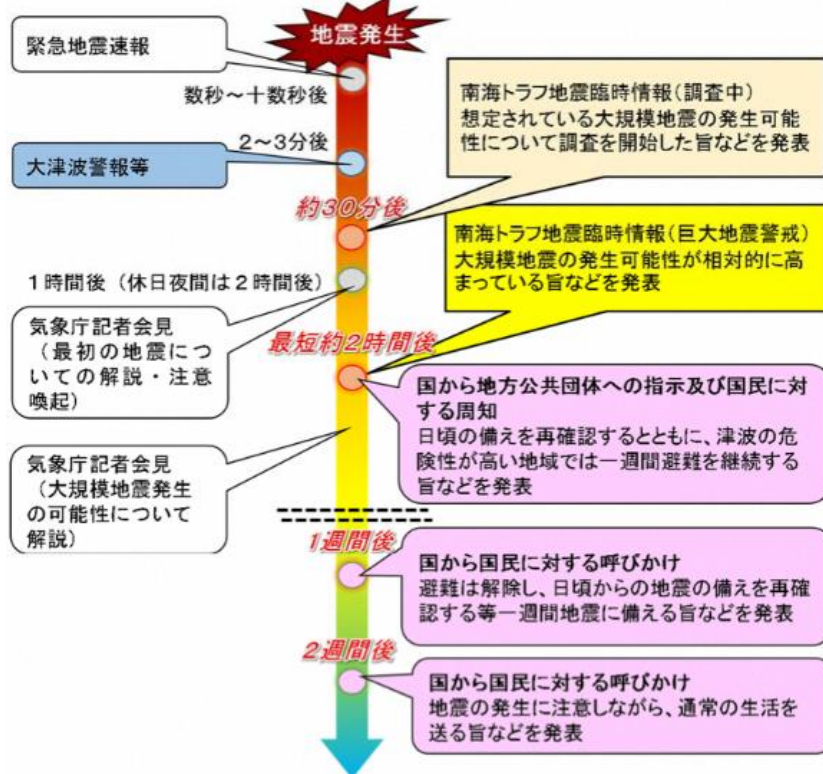 地震発生
緊急地震速報
数秒～十数秒後
2～3分後
大津波警報等
南海トラフ地震臨時情報(調査中)
想定されている大規模地震の発生可能
性について調査を開始した旨などを発表
約30分後
南海トラフ地震臨時情報(巨大地震警戒)
大規模地震の発生可能性が相対的に高
まっている旨などを発表
1時間後（休日夜間は2時間後）
気象庁記者会見
（最初の地震につ
いての解説・注意
喚起）
最短約2時間後
国から地方公共団体への指示及び国民に対
する周知
日頃の備えを再確認するとともに、津波の危
険性が高い地域では一週間避難を継続する
旨などを発表
気象庁記者会見
（大規模地震発生
の可能性について
解説）
1週間後
国から国民に対する呼びかけ
避難は解除し、日頃からの地震の備えを再確
認する等一週間地震に備える旨などを発表
2週間後
国から国民に対する呼びかけ
地震の発生に注意しながら、通常の生活を
送る旨などを発表